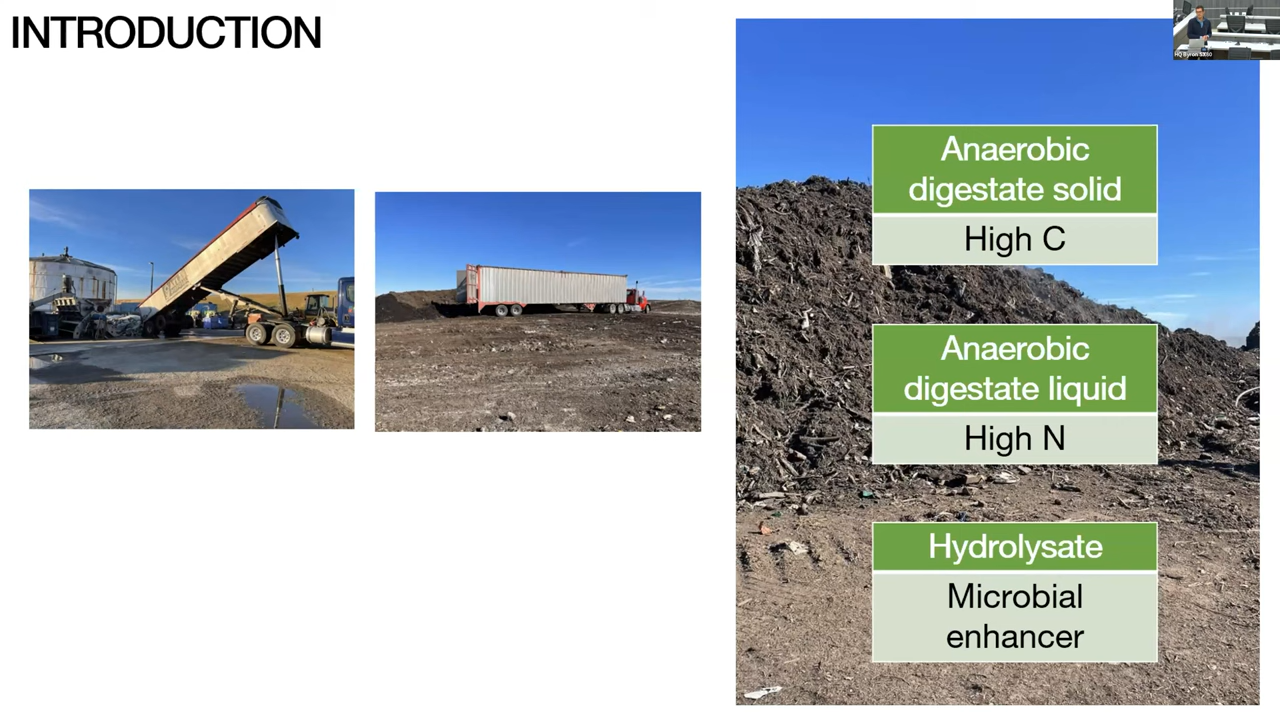 INTRODUCTION
Anaerobic
digestate solid
High C
Anaerobic
digestate liquid
High N
Hydrolysate
Microbial
enhancer